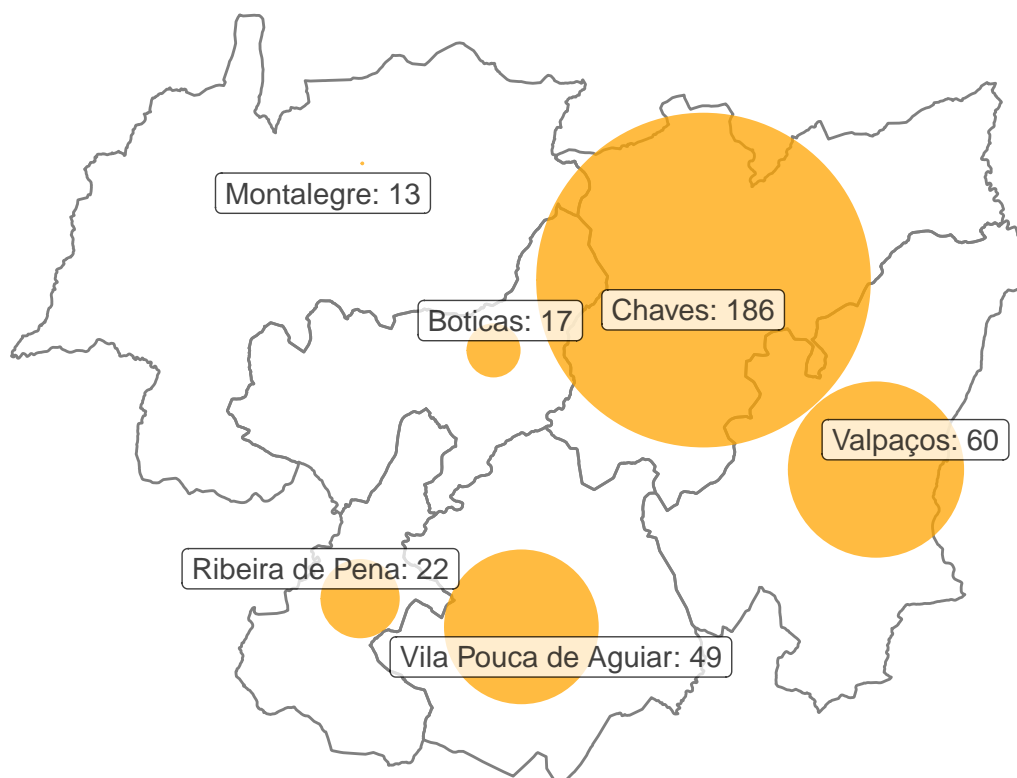 Montalegre: 13
Chaves: 186
Boticas: 17
Valpaços: 60
Ribeira de Pena: 22
Vila Pouca de Aguiar: 49